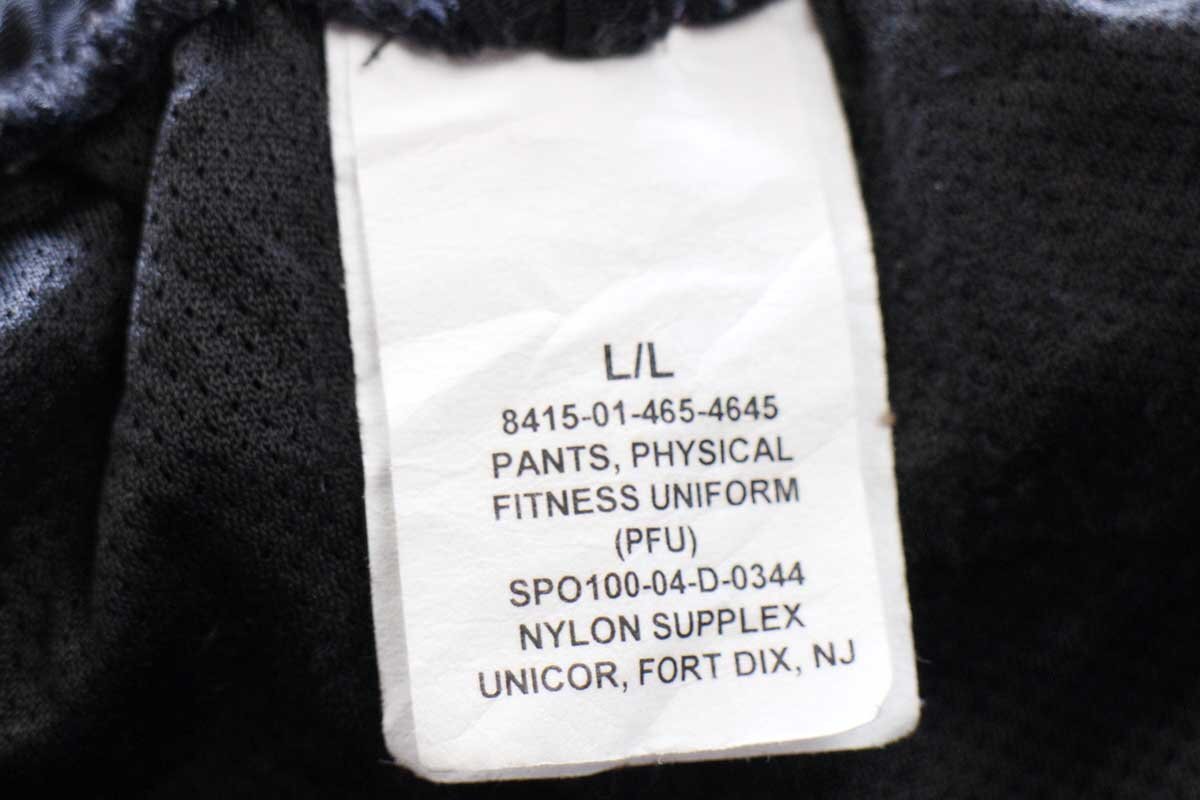 L/L
8415-01-465-4645
PANTS, PHYSICAL
FITNESS UNIFORM
(PFU)
SPO100-04-D-0344
NYLON SUPPLEX
UNICOR, FORT DIX, NJ